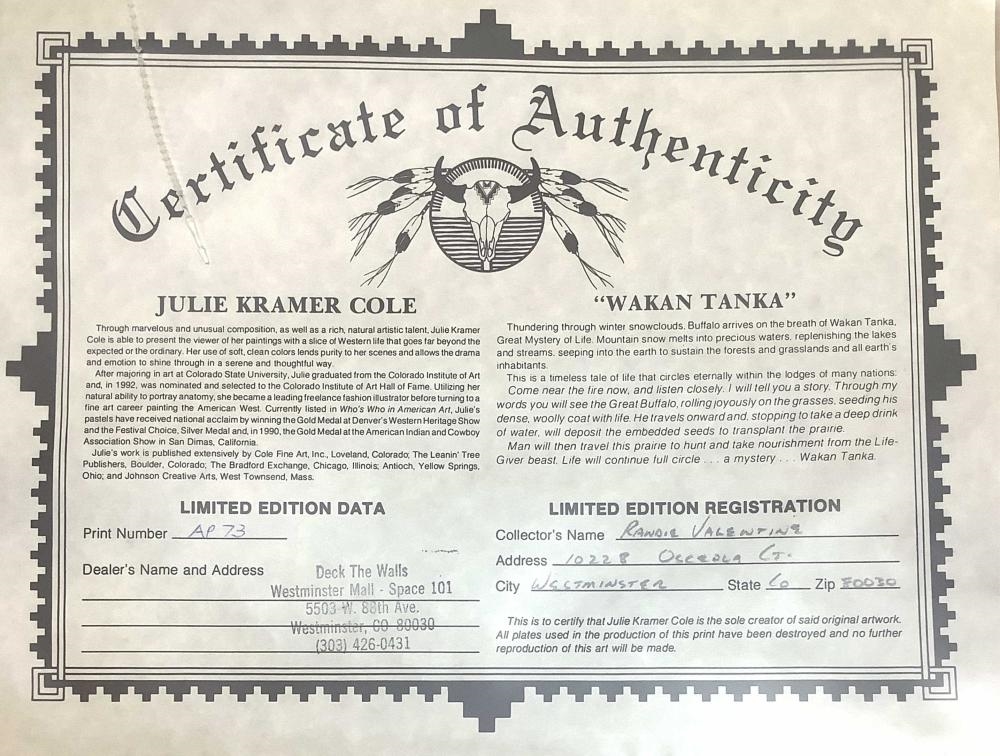 Certificate of Authenticity
JULIE KRAMER COLE
Through marvelous and unusual composition, as well as a rich, natural artistic talent, Julie Kramer
Cole is able to present the viewer of her paintings with a slice of Western life that goes far beyond the
expected or the ordinary. Her use of soft, clean colors lends purity to her scenes and allows the drama
and emotion to shine through in a serene and thoughtful way.
After majoring in art at Colorado State University, Julie graduated from the Colorado Institute of Art
and, in 1992, was nominated and selected to the Colorado Institute of Art Hall of Fame. Utilizing her
natural ability to portray anatomy, she became a leading freelance fashion illustrator before turning to a
fine art career painting the American West. Currently listed in Who's Who in American Art, Julie's
pastels have received national acclaim by winning the Gold Medal at Denver's Western Heritage Show
and the Festival Choice, Silver Medal and, in 1990, the Gold Medal at the American Indian and Cowboy
Association Show in San Dimas, California.
Julie's work is published extensively by Cole Fine Art, Inc., Loveland, Colorado; The Leanin' Tree
Publishers, Boulder, Colorado; The Bradford Exchange, Chicago, Illinois; Antioch, Yellow Springs,
Ohio; and Johnson Creative Arts, West Townsend, Mass.
"WAKAN TANKA"
Thundering through winter snowclouds, Buffalo arrives on the breath of Wakan Tanka,
Great Mystery of Life. Mountain snow melts into precious waters, replenishing the lakes
and streams, seeping into the earth to sustain the forests and grasslands and all earth's
inhabitants.
This is a timeless tale of life that circles eternally within the lodges of many nations:
Come near the fire now, and listen closely. I will tell you a story. Through my
words you will see the Great Buffalo, rolling joyously on the grasses, seeding his
dense, woolly coat with life. He travels onward and, stopping to take a deep drink
of water, will deposit the embedded seeds to transplant the prairie.
Man will then travel this prairie to hunt and take nourishment from the Life-
Giver beast. Life will continue full circle . . . a mystery . . . Wakan Tanka.
LIMITED EDITION DATA
Print Number AP 73
Dealer's Name and Address
Deck The Walls
Westminster Mall - Space 101
5503 W. 88th Ave.
Westminster, CO 80030
(303) 426-0431
LIMITED EDITION REGISTRATION
Collector's Name RANDIE VALENTINE
Address 10228 OSCEOLA CT.
City WESTMINSTER State CO Zip 80030
This is to certify that Julie Kramer Cole is the sole creator of said original artwork.
All plates used in the production of this print have been destroyed and no further
reproduction of this art will be made.